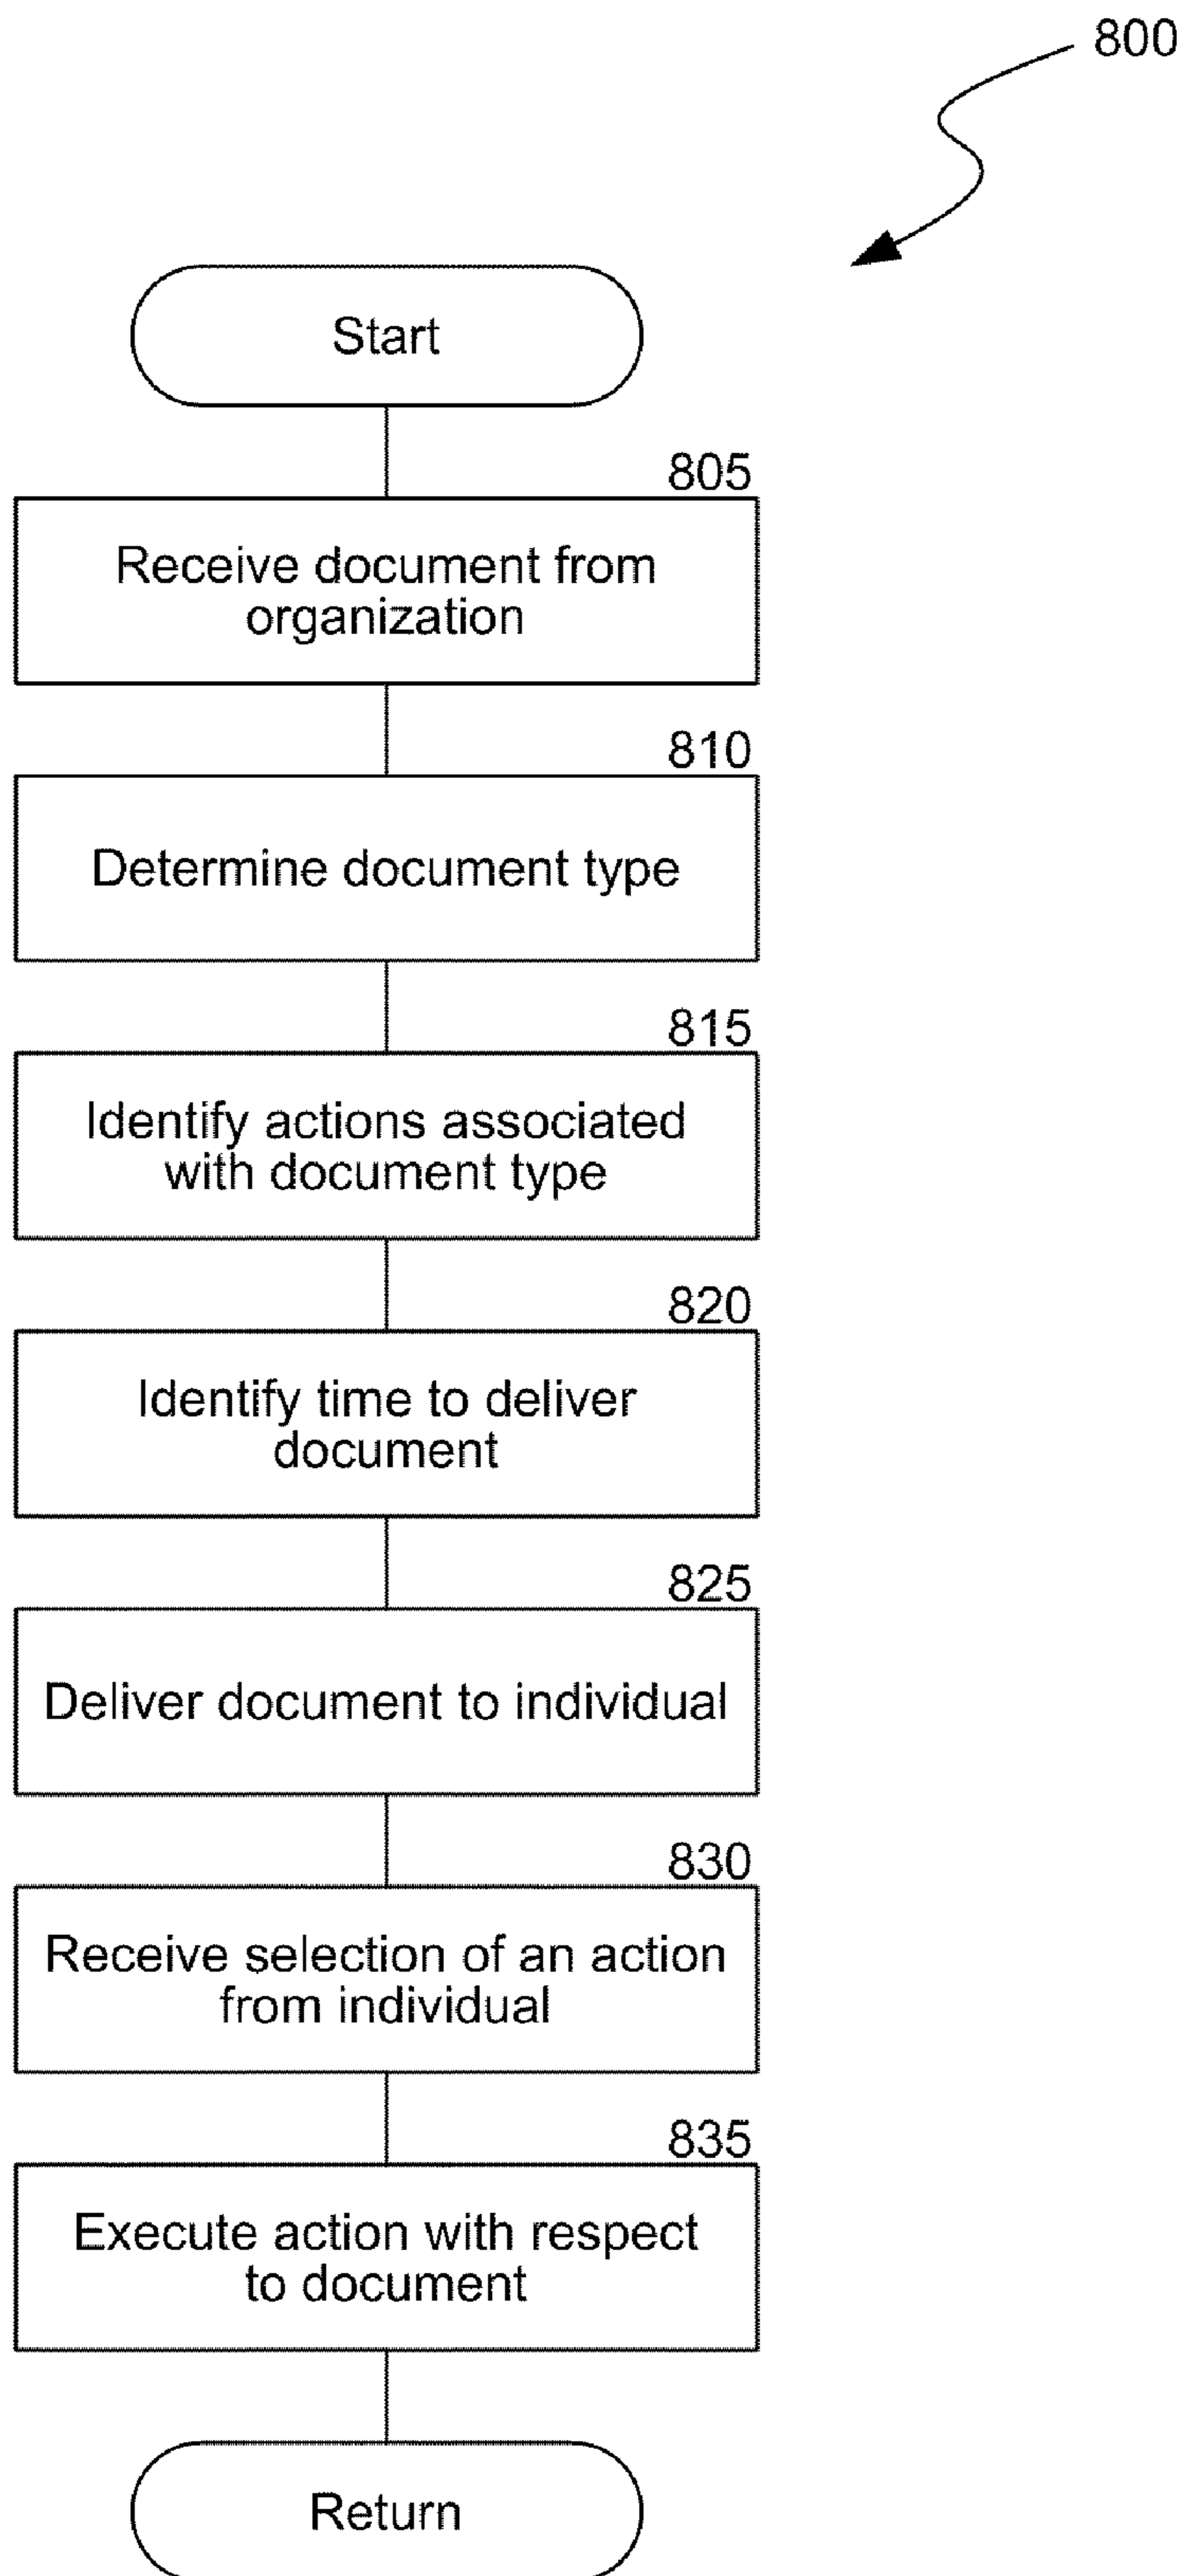 800
Start
805
Receive document from
organization
810
Determine document type
815
Identify actions associated
with document type
820
Identify time to deliver
document
825
Deliver document to individual
830
Receive selection of an action
from individual
835
Execute action with respect
to document
Return